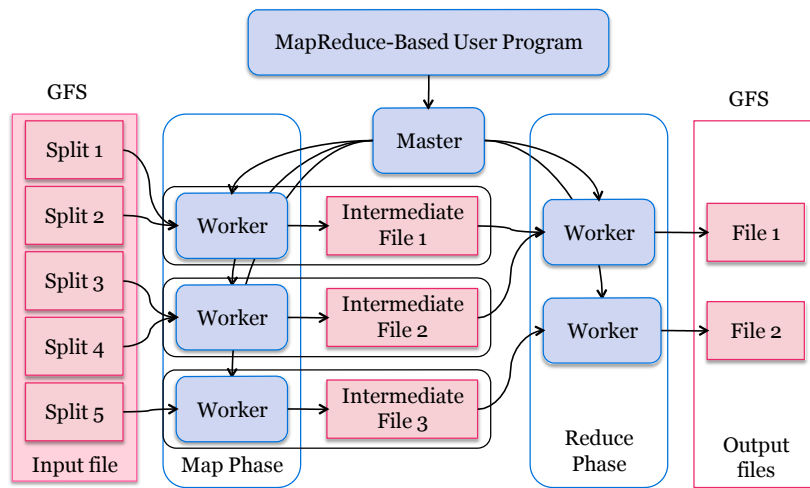 MapReduce-Based User Program
GFS
GFS
Master
Split 1
Split 2
Split 3
Split 4
Split 5
Input file
Worker
Intermediate
File 1
Worker
Intermediate
File 2
Worker
Intermediate
File 3
Map Phase
Worker
Worker
Reduce
Phase
File 1
File 2
Output
files